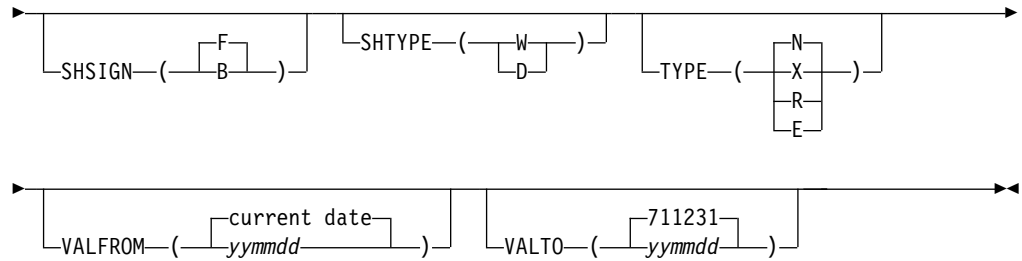 F
SHSIGN ( B )
SHTYPE ( W )
D
N
TYPE ( X )
R
E
current date
VALFROM ( yymmdd )
711231
VALTO ( yymmdd )